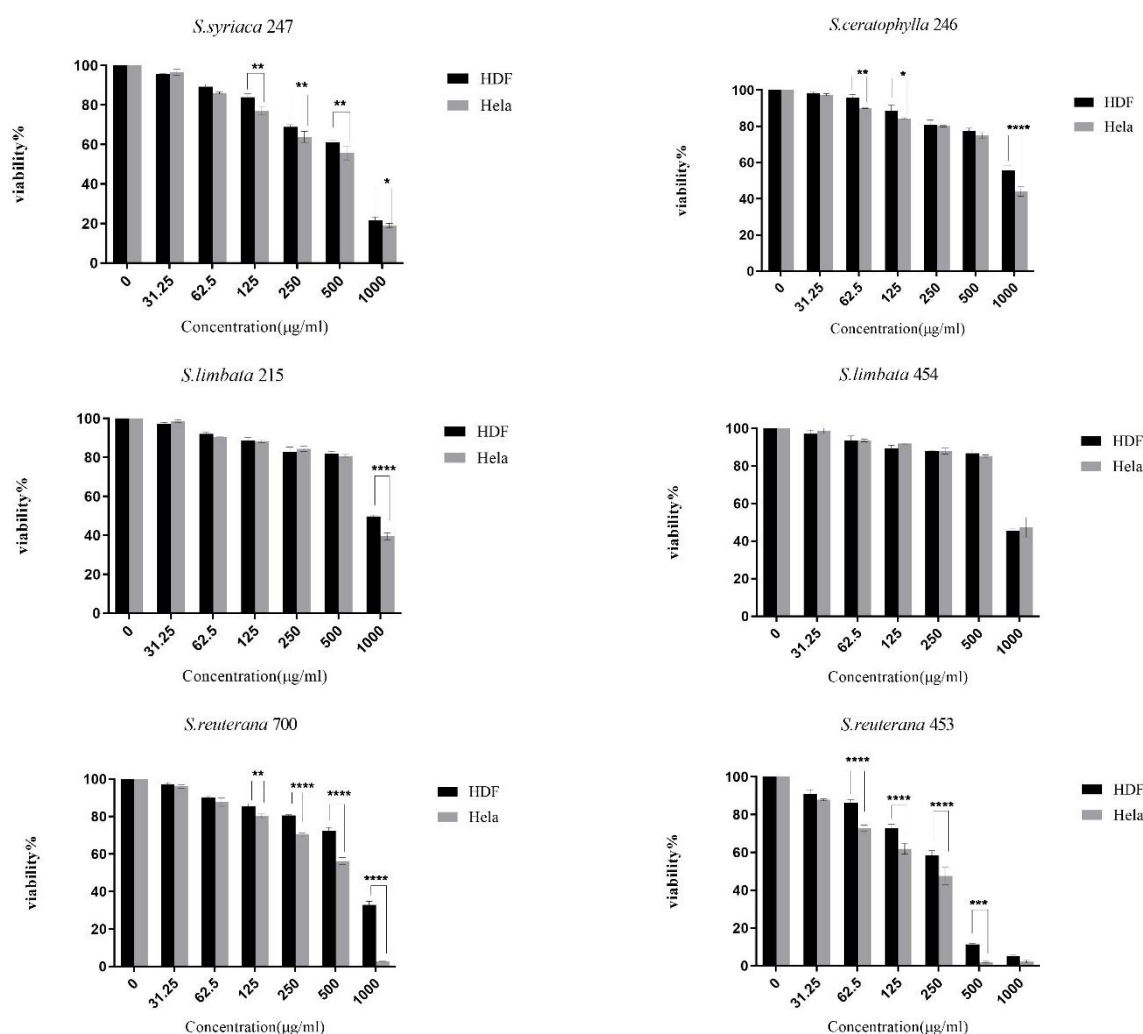 S.syriaca 247
viability%
100
80
60
40
20
0
** ** ** *
0 31.25 62.5 125 250 500 1000
Concentration(μg/ml)
HDF
Hela
S.ceratophylla 246
viability%
100
80
60
40
20
0
** * ****
0 31.25 62.5 125 250 500 1000
Concentration(μg/ml)
HDF
Hela
S.limbata 215
viability%
100
80
60
40
20
0
****
0 31.25 62.5 125 250 500 1000
Concentration(μg/ml)
HDF
Hela
S.limbata 454
viability%
100
80
60
40
20
0
0 31.25 62.5 125 250 500 1000
Concentration(μg/ml)
HDF
Hela
S.reuterana 700
viability%
100
80
60
40
20
0
** **** **** ****
0 31.25 62.5 125 250 500 1000
Concentration(μg/ml)
HDF
Hela
S.reuterana 453
viability%
100
80
60
40
20
0
**** **** **** ***
0 31.25 62.5 125 250 500 1000
Concentration(μg/ml)
HDF
Hela